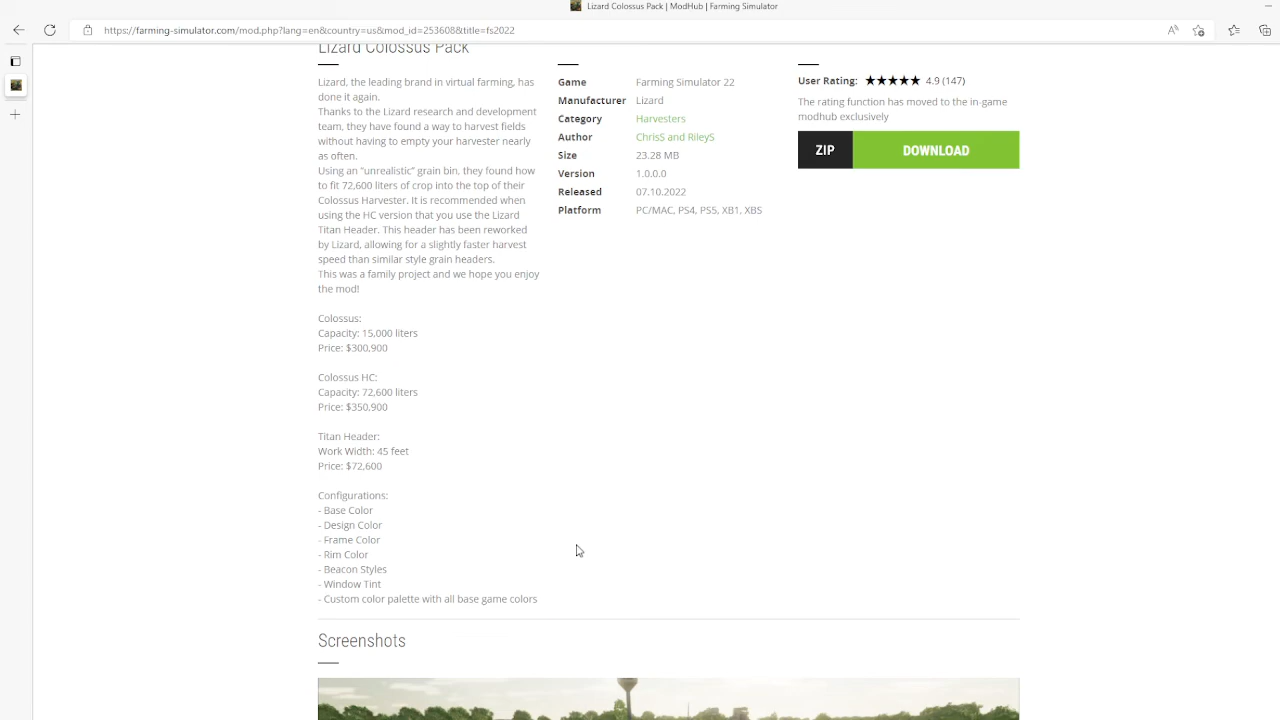 Lizard Colossus Pack | ModHub | Farming Simulator
https://farming-simulator.com/mod.php?lang=en&country=us&mod_id=253608&title=fs2022
Lizard Colossus Pack
Lizard, the leading brand in virtual farming, has
done it again.
Thanks to the Lizard research and development
team, they have found a way to harvest fields
without having to empty your harvester nearly
as often.
Using an “unrealistic” grain bin, they found how
to fit 72,600 liters of crop into the top of their
Colossus Harvester. It is recommended when
using the HC version that you use the Lizard
Titan Header. This header has been reworked
by Lizard, allowing for a slightly faster harvest
speed than similar style grain headers.
This was a family project and we hope you enjoy
the mod!
Colossus:
Capacity: 15,000 liters
Price: $300,900
Colossus HC:
Capacity: 72,600 liters
Price: $350,900
Titan Header:
Work Width: 45 feet
Price: $72,600
Configurations:
- Base Color
- Design Color
- Frame Color
- Rim Color
- Beacon Styles
- Window Tint
- Custom color palette with all base game colors
Game Farming Simulator 22
Manufacturer Lizard
Category Harvesters
Author ChrisS and RileyS
Size 23.28 MB
Version 1.0.0.0
Released 07.10.2022
Platform PC/MAC, PS4, PS5, XB1, XBS
User Rating: ★★★★★ 4.9 (147)
The rating function has moved to the in-game
modhub exclusively
ZIP DOWNLOAD
Screenshots